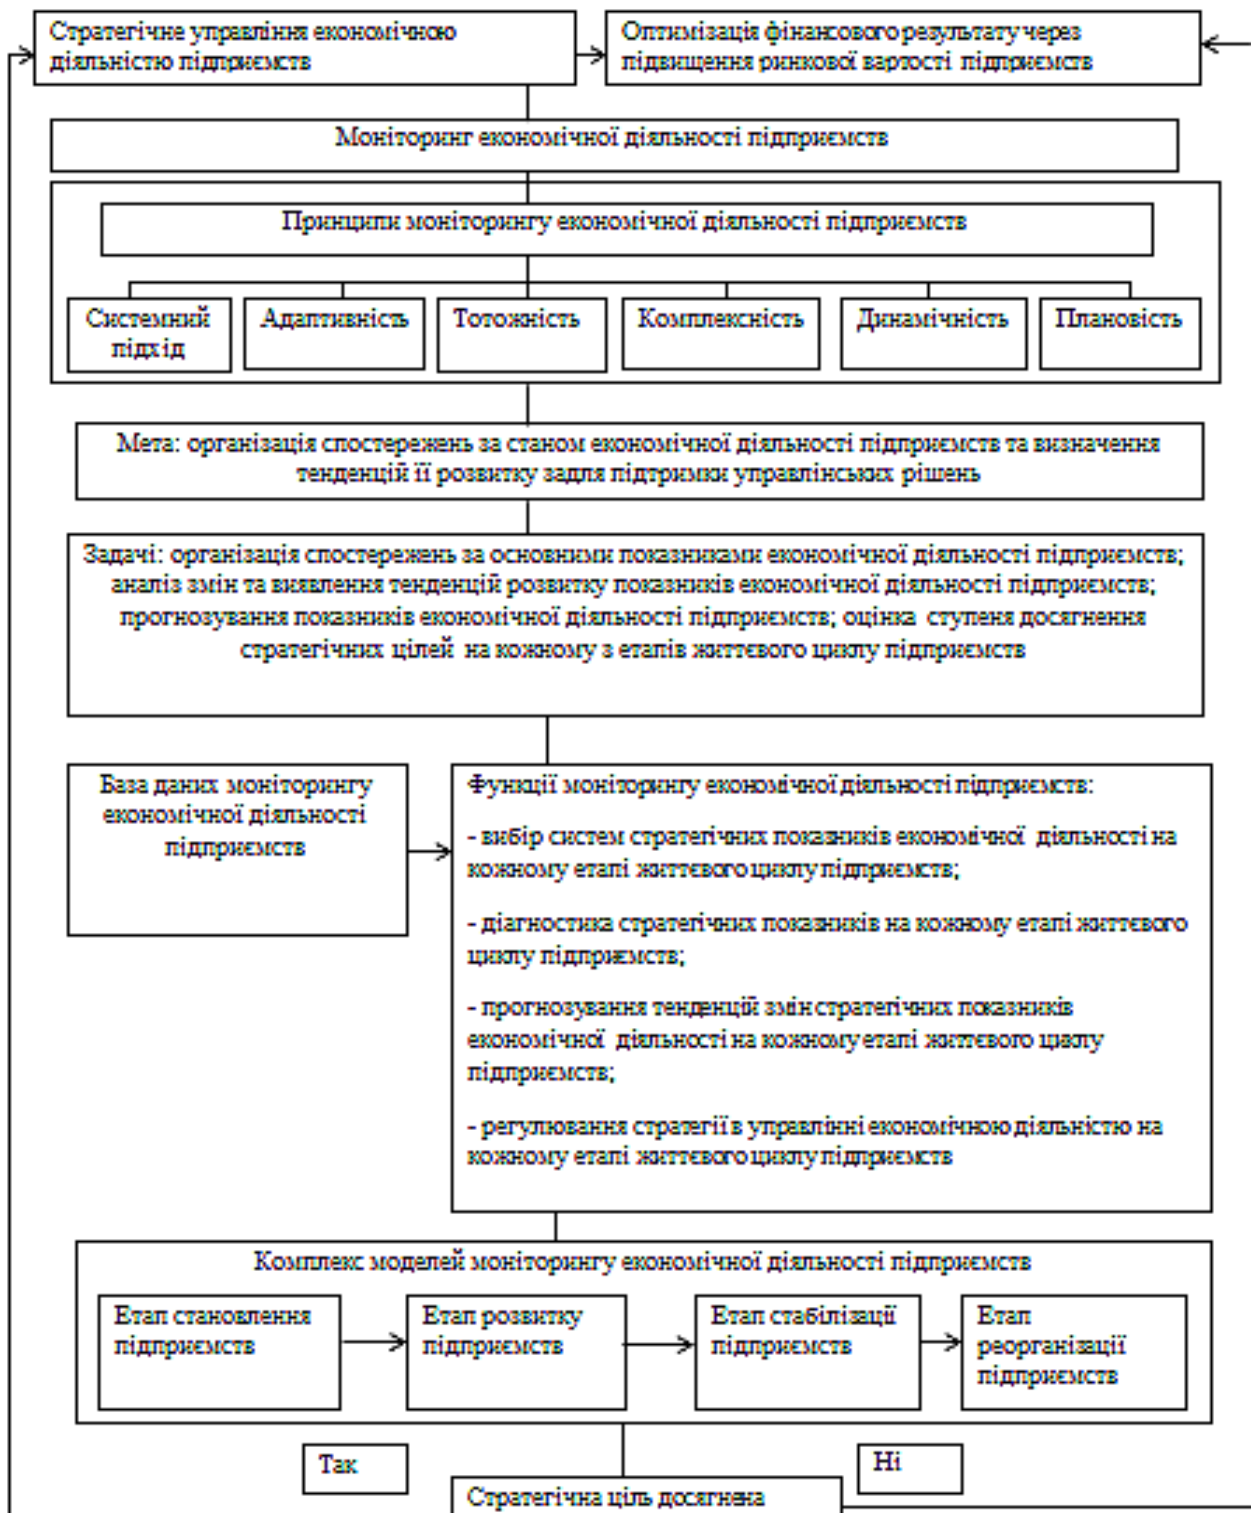 Стратегічне управління економічною
діяльністю підприємств
Оптимізація фінансового результату через
підвищення ринкової вартості підприємств
Моніторинг економічної діяльності підприємств
Принципи моніторингу економічної діяльності підприємств
Системний
підхід
Адаптивність
Тотожність
Комплексність
Динамічність
Плановість
Мета: організація спостережень за станом економічної діяльності підприємств та визначення
тенденцій її розвитку задля підтримки управлінських рішень
Задачі: організація спостережень за основними показниками економічної діяльності підприємств;
аналіз змін та виявлення тенденцій розвитку показників економічної діяльності підприємств;
прогнозування показників економічної діяльності підприємств; оцінка ступеня досягнення
стратегічних цілей на кожному з етапів життєвого циклу підприємств
База даних моніторингу
економічної діяльності
підприємств
Функції моніторингу економічної діяльності підприємств:
- вибір систем стратегічних показників економічної діяльності на
кожному етапі життєвого циклу підприємств;
- діагностика стратегічних показників на кожному етапі життєвого
циклу підприємств;
- прогнозування тенденцій змін стратегічних показників
економічної діяльності на кожному етапі життєвого циклу
підприємств;
- регулювання стратегії в управлінні економічною діяльністю на
кожному етапі життєвого циклу підприємств
Комплекс моделей моніторингу економічної діяльності підприємств
Етап становлення
підприємств
Етап розвитку
підприємств
Етап стабілізації
підприємств
Етап
реорганізації
підприємств
Так
Ні
Стратегічна ціль досягнена